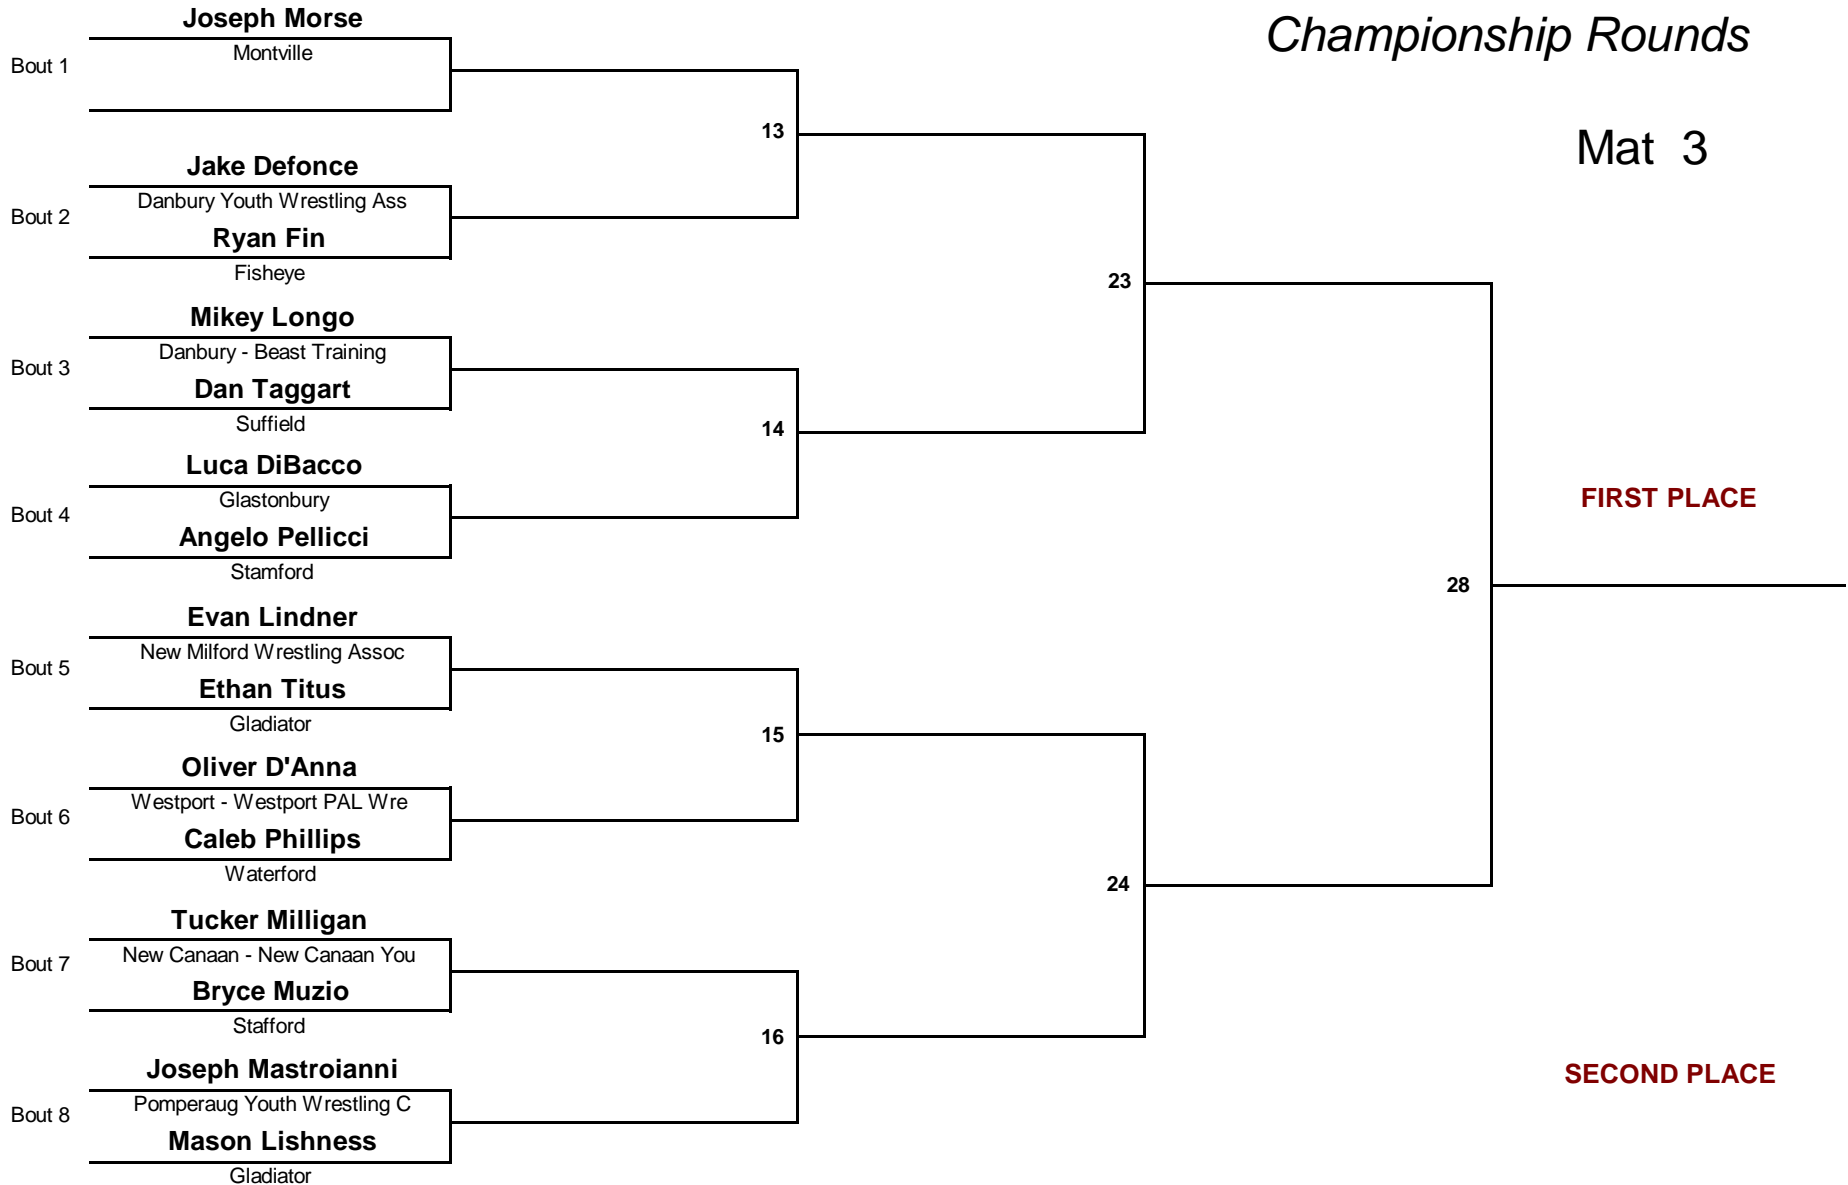 Joseph Morse
Championship Rounds
Bout 1
Montville
13
Mat 3
Jake Defonce
Danbury Youth Wrestling Ass
Bout 2
Ryan Fin
Fisheye
23
Mikey Longo
Danbury - Beast Training
Bout 3
Dan Taggart
Suffield
14
Luca DiBacco
Glastonbury
FIRST PLACE
Bout 4
Angelo Pellicci
Stamford
28
Evan Lindner
New Milford Wrestling Assoc
Bout 5
Ethan Titus
Gladiator
15
Oliver D'Anna
Westport - Westport PAL Wre
Bout 6
Caleb Phillips
Waterford
24
Tucker Milligan
New Canaan - New Canaan You
Bout 7
Bryce Muzio
Stafford
16
Joseph Mastroianni
SECOND PLACE
Pomperaug Youth Wrestling C
Bout 8
Mason Lishness
Gladiator